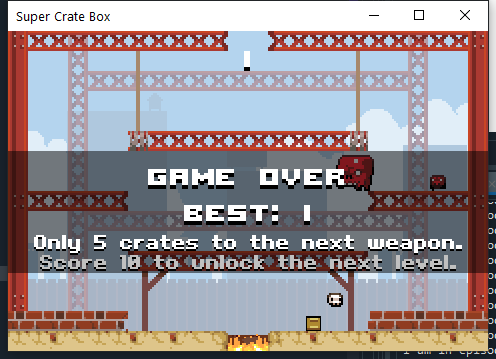 Super Crate Box
1
GAME OVER
BEST: 1
Only 5 crates to the next weapon.
Score 10 to unlock the next level.